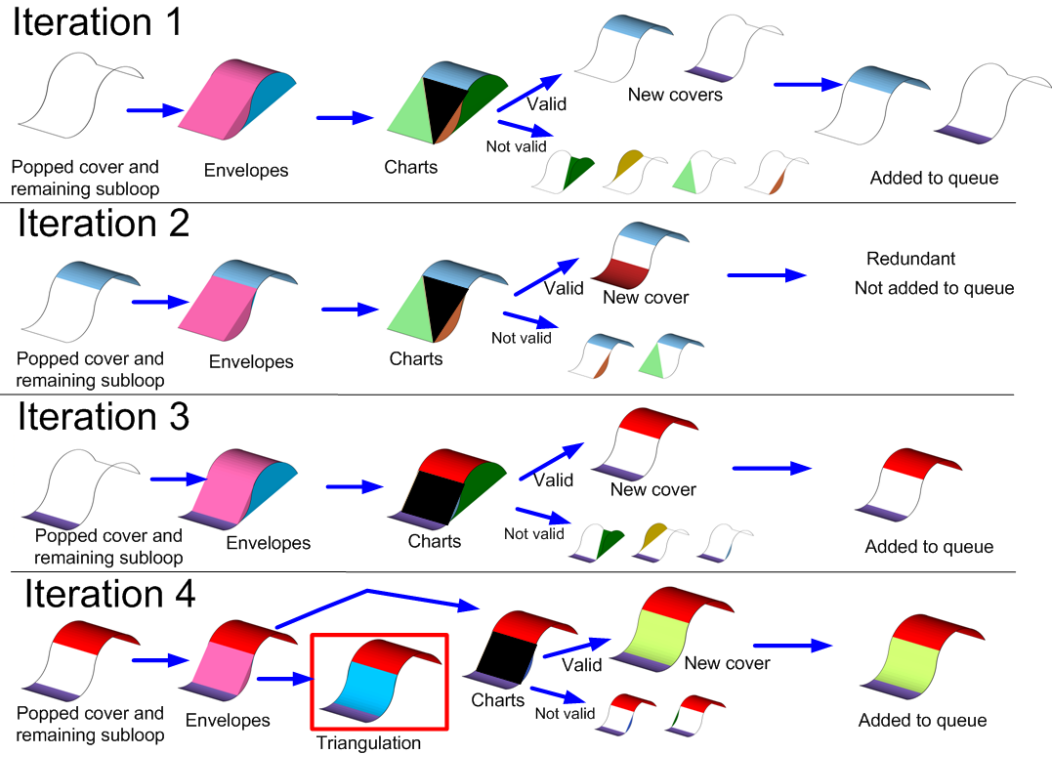 Iteration 1
Valid
New covers
Not valid
Popped cover and
remaining subloop
Envelopes
Charts
Added to queue
Iteration 2
Valid
New cover
Redundant
Not added to queue
Not valid
Popped cover and
remaining subloop
Envelopes
Charts
Iteration 3
Valid
New cover
Not valid
Popped cover and
remaining subloop
Envelopes
Charts
Added to queue
Iteration 4
Valid
New cover
Not valid
Popped cover and
remaining subloop
Envelopes
Triangulation
Charts
Added to queue